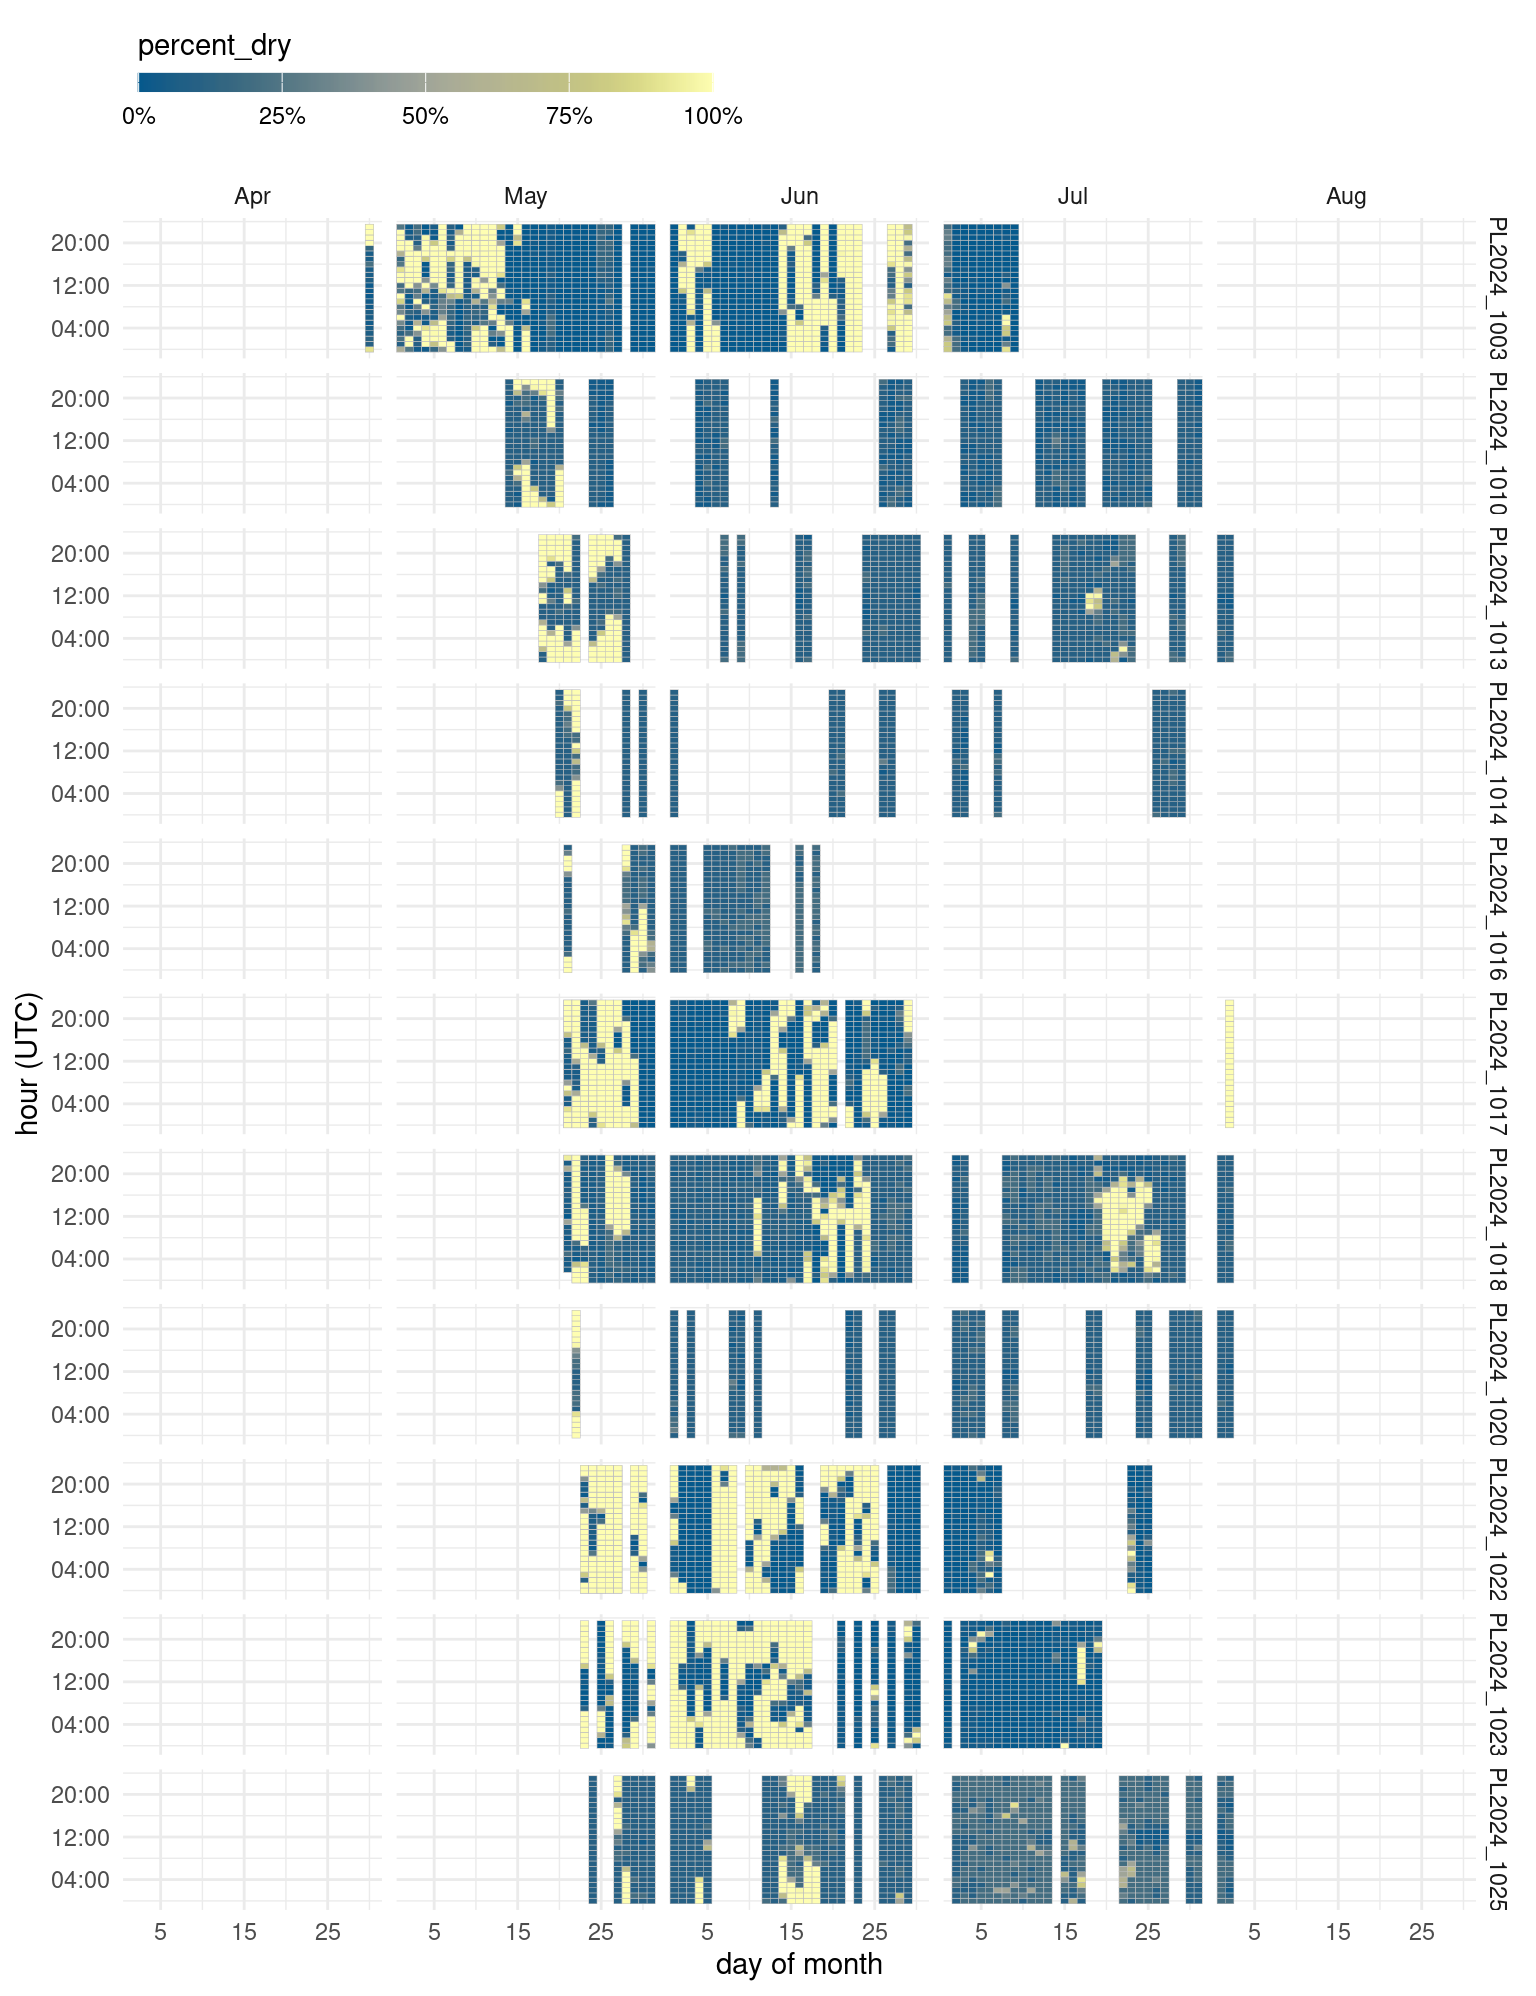 percent_dry
0% 25% 50% 75% 100%
Apr May Jun Jul Aug
20:00
12:00
04:00
PL2024_1003
20:00
12:00
04:00
PL2024_1010
20:00
12:00
04:00
PL2024_1013
20:00
12:00
04:00
PL2024_1014
20:00
12:00
04:00
PL2024_1016
hour (UTC)
20:00
12:00
04:00
PL2024_1017
20:00
12:00
04:00
PL2024_1018
20:00
12:00
04:00
PL2024_1020
20:00
12:00
04:00
PL2024_1022
20:00
12:00
04:00
PL2024_1023
20:00
12:00
04:00
PL2024_1025
5 15 25 5 15 25 5 15 25 5 15 25 5 15 25
day of month